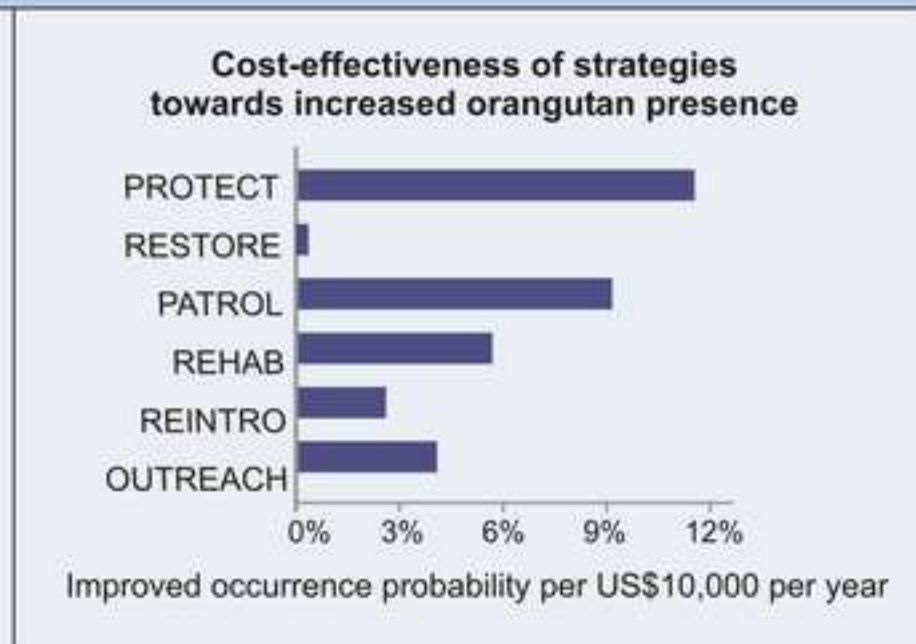 Cost-effectiveness of strategies
towards increased orangutan presence
PROTECT
RESTORE
PATROL
REHAB
REINTRO
OUTREACH
0% 3% 6% 9% 12%
Improved occurrence probability per US$10,000 per year